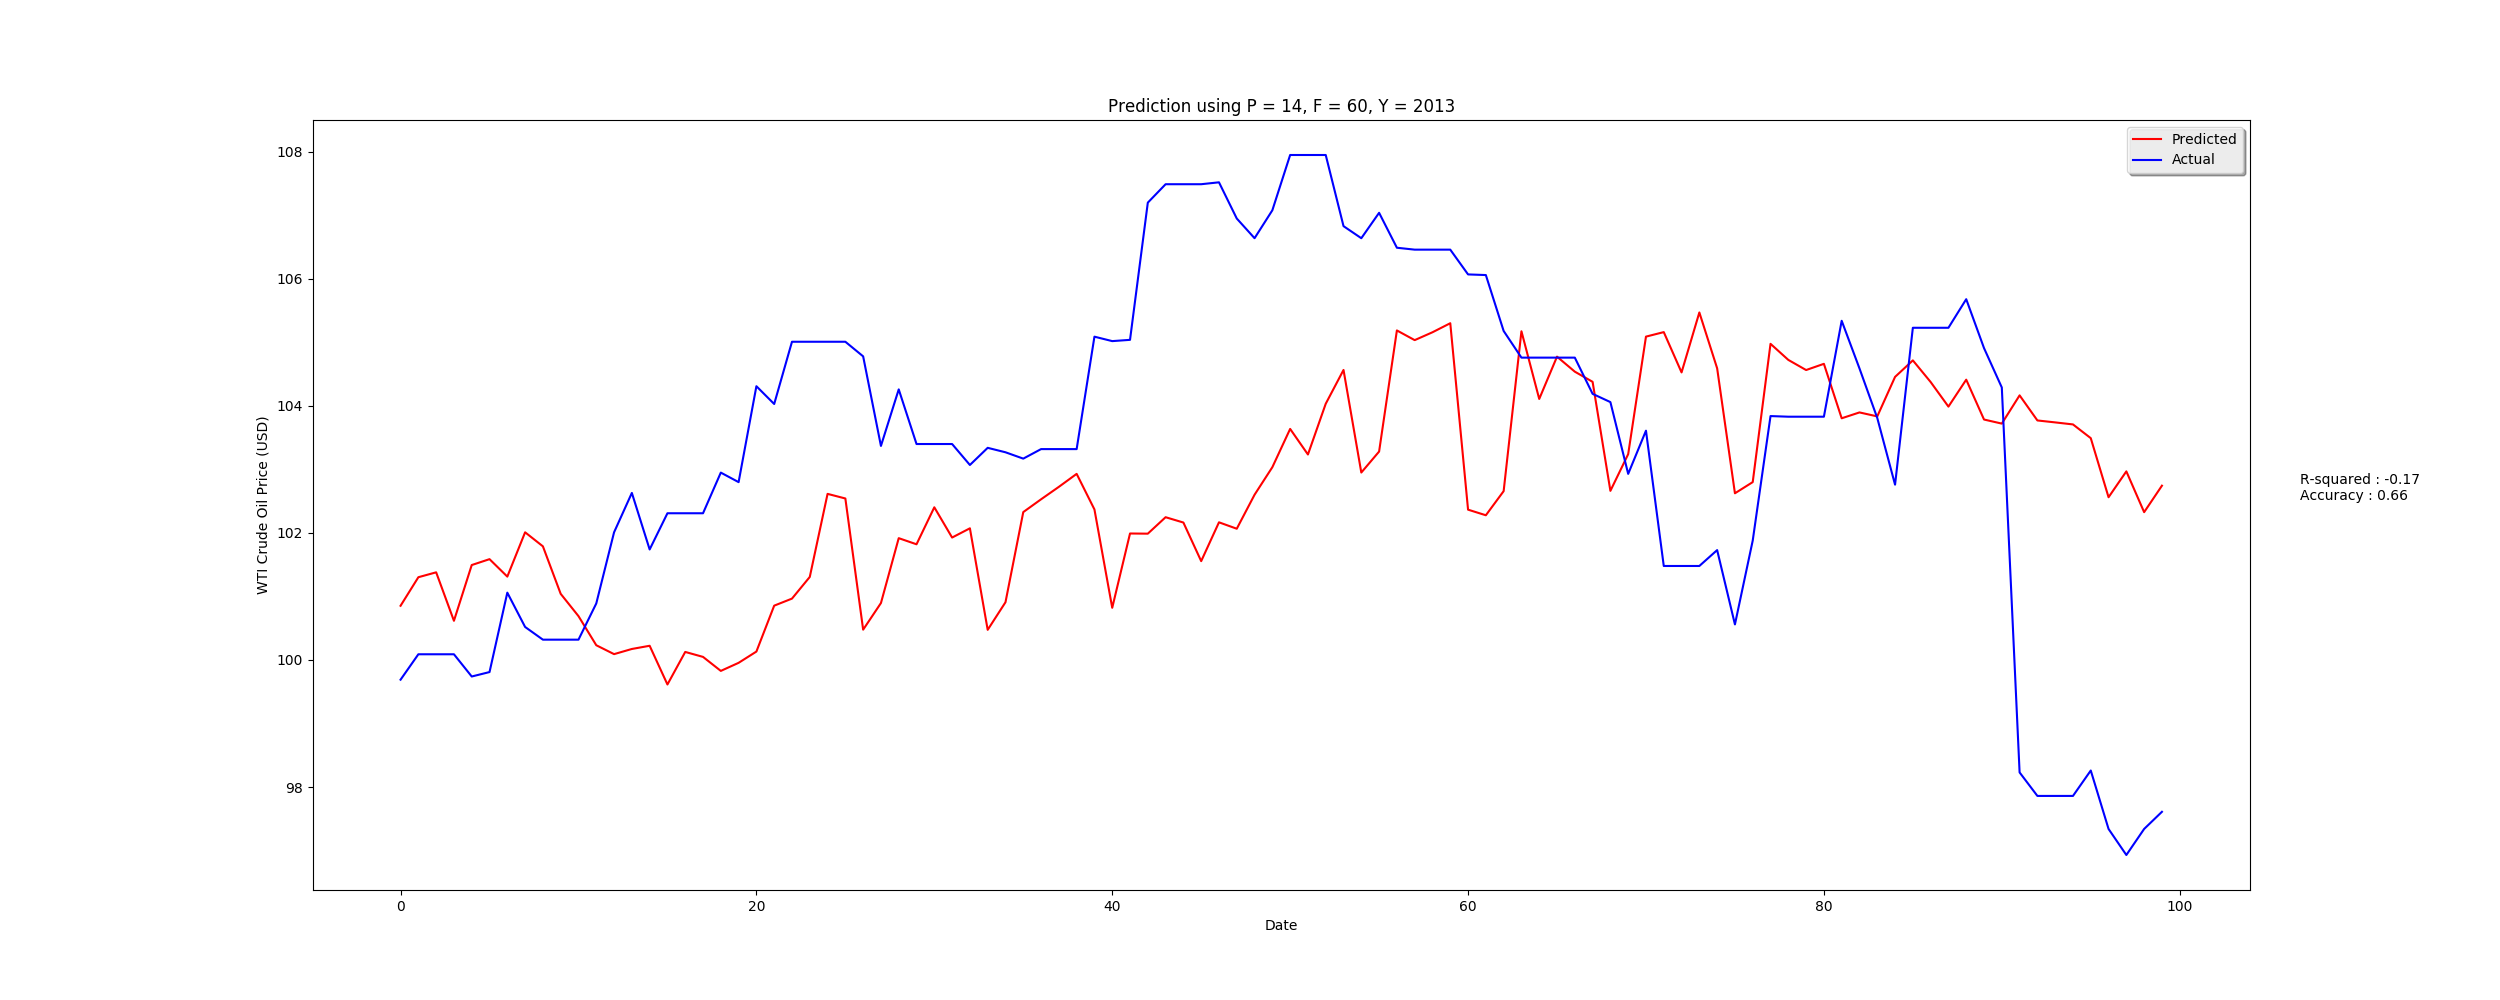 Prediction using P = 14, F = 60, Y = 2013
Predicted
Actual
108
106
104
102
100
98
WTI Crude Oil Price (USD)
R-squared : -0.17
Accuracy : 0.66
0 20 40 60 80 100
Date